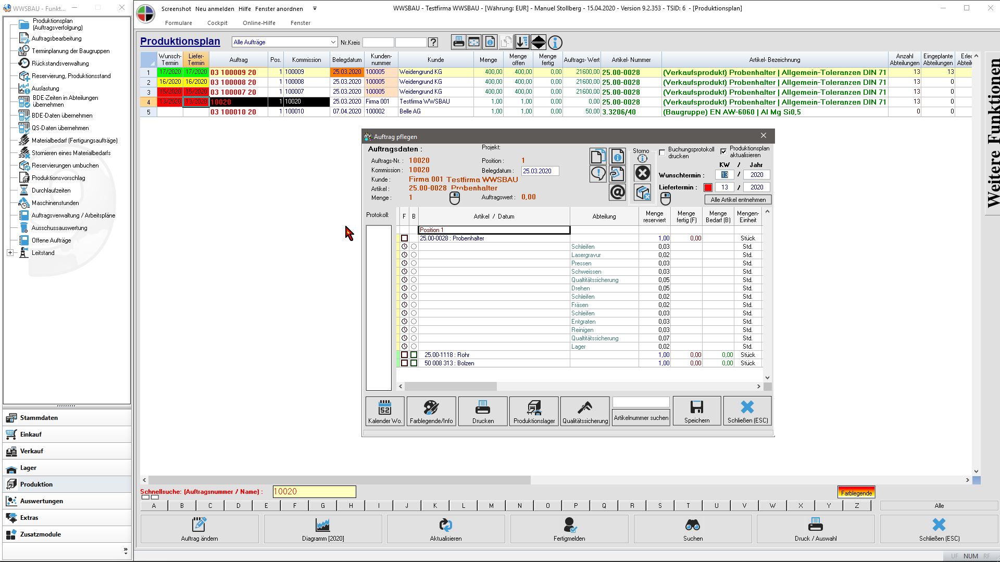 WWSBAU - Funkt...
Produktionsplan
(Auftragsverfolgung)
Auftragsbearbeitung
Terminplanung der Baugruppen
Rückstandsverwaltung
Reservierung, Produktionsstand
Auslastung
BDE-Zeiten in Abteilungen
übernehmen
BDE-Daten übernehmen
QS-Daten übernehmen
Materialbedarf (Fertigungsaufträge)
Stornieren eines Materialbedarfs
Reservierungen umbuchen
Produktionsvorschlag
Durchlaufzeiten
Maschinenstunden
Auftragsverwaltung / Arbeitspläne
Ausschussauswertung
Offene Aufträge
Leitstand
Stammdaten
Einkauf
Verkauf
Lager
Produktion
Auswertungen
Extras
Zusatzmodule
Screenshot Neu anmelden Hilfe Fenster anordnen
WWSBAU - Testfirma WWSBAU - [Währung: EUR] - Manuel Stollberg - 15.04.2020 - Version 9.2.353 - TSID: 6 - [Produktionsplan]
Formulare Cockpit Online-Hilfe Fenster
Produktionsplan Alle Aufträge Nr.Kreis ?
Wunsch-Termin Liefer-Termin Auftrag Pos. Kommission Belegdatum Kunden-nummer Kunde Menge Menge offen Menge fertig Auftrags-Wert Artikel-Nummer Artikel-Bezeichnung Anzahl Abteilungen Eingeplante Abteilungen Erlec Abteilu
1 17/2020 17/2020 03 100009 20 1 100009 25.03.2020 100005 Weidengrund KG 400,00 400,00 0,00 21600,00 25.00-0028 (Verkaufsprodukt) Probenhalter | Allgemein-Toleranzen DIN 71 13 13
2 16/2020 16/2020 03 100008 20 1 100008 25.03.2020 100005 Weidengrund KG 400,00 400,00 0,00 21600,00 25.00-0028 (Verkaufsprodukt) Probenhalter | Allgemein-Toleranzen DIN 71 13 0
3 15/2020 15/2020 03 100007 20 1 100007 25.03.2020 100005 Weidengrund KG 400,00 400,00 0,00 21600,00 25.00-0028 (Verkaufsprodukt) Probenhalter | Allgemein-Toleranzen DIN 71 13 0
4 13/2020 13/2020 10020 1 10020 25.03.2020 Firma 001 Testfirma WWSBAU 1,00 1,00 0,00 0,00 25.00-0028 (Verkaufsprodukt) Probenhalter | Allgemein-Toleranzen DIN 71 13 0
5 03 100010 20 1 100010 07.04.2020 100002 Belle AG 1,00 1,00 0,00 50,00 3.3206/40 (Baugruppe) EN AW-6060 | Al Mg Si0,5 0 0
Weitere Funktionen
Auftrag pflegen
Auftragsdaten : Projekt:
Auftrags-Nr. : 10020 Position : 1
Kommission : 10020 Belegdatum : 25.03.2020
Kunde : Firma 001 Testfirma WWSBAU
Artikel : 25.00-0028 Probenhalter
Menge : 1 Auftragswert : 0,00
Storno
Buchungsprotokoll
drucken
Produktionsplan
aktualisieren
KW / Jahr
Wunschtermin : 13 / 2020
Liefertermin : 13 / 2020
Alle Artikel entnehmen
Protokoll:
F B Artikel / Datum Abteilung Menge reserviert Menge fertig (F) Menge Bedarf (B) Mengen-Einheit
Position 1
25.00-0028 : Probenhalter 1,00 0,00 Stück
Schleifen 0,03 Std.
Lasergravur 0,02 Std.
Pressen 0,03 Std.
Schweissen 0,03 Std.
Qualtitätssicherung 0,05 Std.
Drehen 0,05 Std.
Schleifen 0,02 Std.
Fräsen 0,02 Std.
Schleifen 0,03 Std.
Entgraten 0,03 Std.
Reinigen 0,03 Std.
Qualtitätssicherung 0,07 Std.
Lager 0,02 Std.
25.00-1118 : Rohr 1,00 0,00 0,00 Stück
50 008 313 : Bolzen 1,00 0,00 0,00 Stück
52
Kalender Wo. Farblegende/Info Drucken Produktionslager Qualitätssicherung Artikelnummer suchen Speichern Schließen (ESC)
Schnellsuche: (Auftragsnummer / Name) : 10020 Farblegende
A B C D E F G H I J K L M N O P Q R S T U V W X Y Z Alle
Auftrag ändern Diagramm [2020] Aktualisieren Fertigmelden Suchen Druck / Auswahl Schließen (ESC)
UF NUM RF